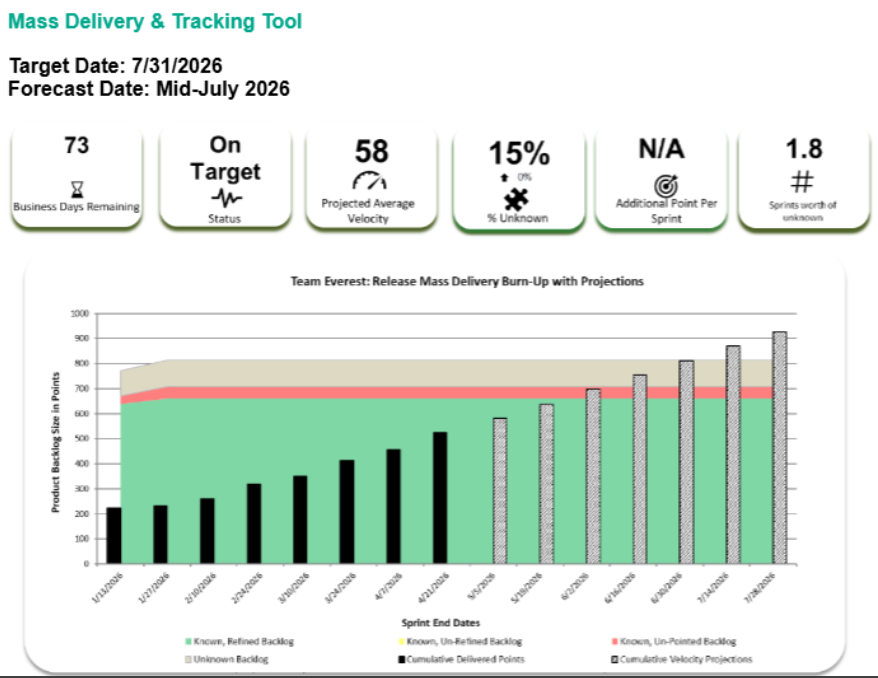 Mass Delivery & Tracking Tool
Target Date: 7/31/2026
Forecast Date: Mid-July 2026
73
Business Days Remaining
On
Target
Status
58
Projected Average
Velocity
15%
0%
% Unknown
N/A
Additional Point Per
Sprint
1.8
#
Sprints worth of
unknown
Team Everest: Release Mass Delivery Burn-Up with Projections
Product Backlog Size in Points
1000
900
800
700
600
500
400
300
200
100
0
1/13/2026
1/27/2026
2/10/2026
2/24/2026
3/10/2026
3/24/2026
4/7/2026
4/21/2026
5/5/2026
5/19/2026
6/2/2026
6/16/2026
6/30/2026
7/14/2026
7/28/2026
Sprint End Dates
Known, Refined Backlog
Known, Un-Refined Backlog
Known, Un-Pointed Backlog
Unknown Backlog
Cumulative Delivered Points
Cumulative Velocity Projections